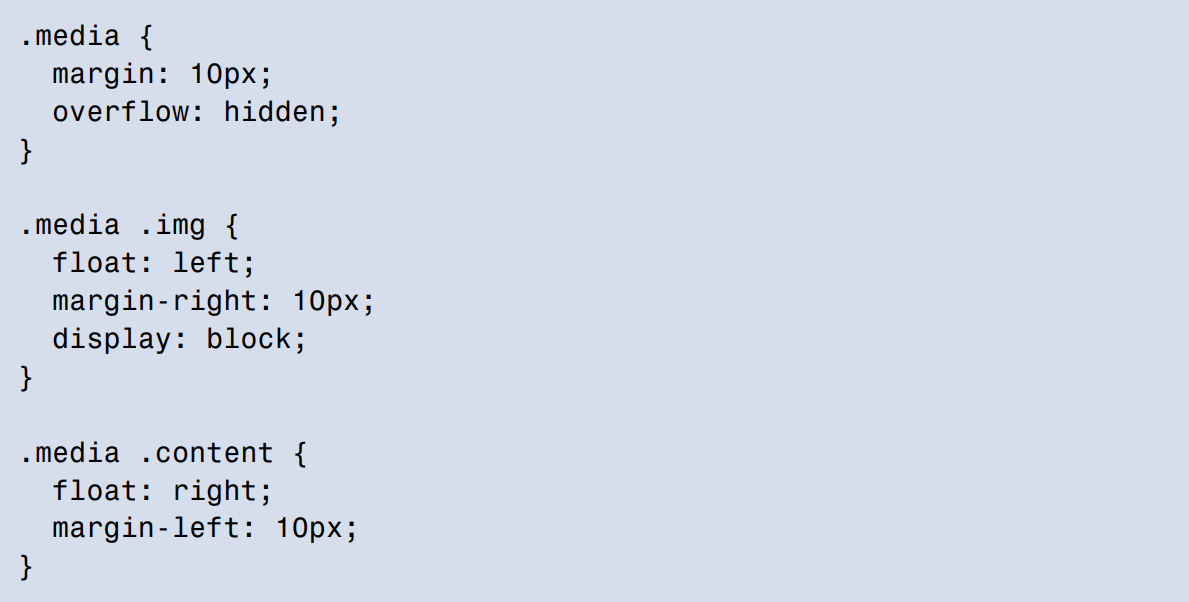 .media {
  margin: 10px;
  overflow: hidden;
}

.media .img {
  float: left;
  margin-right: 10px;
  display: block;
}

.media .content {
  float: right;
  margin-left: 10px;
}